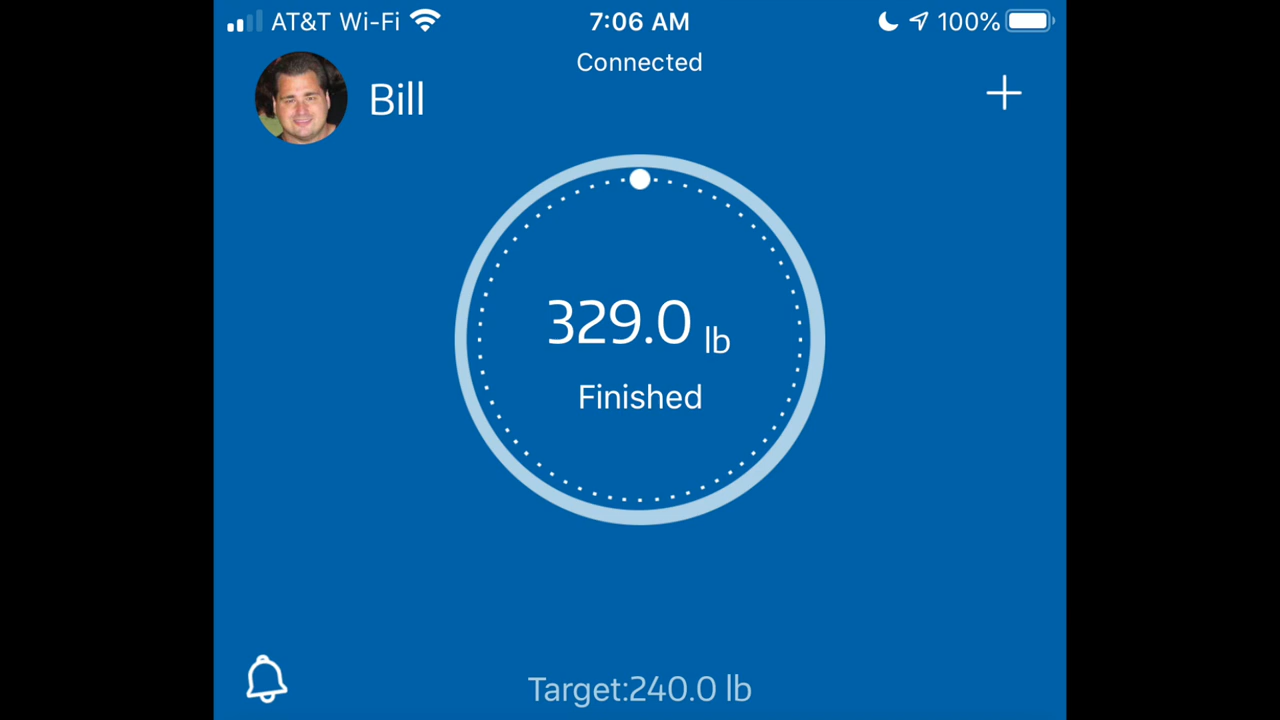 AT&T Wi-Fi 7:06 AM 100%
Connected
Bill
329.0 lb
Finished
Target:240.0 lb